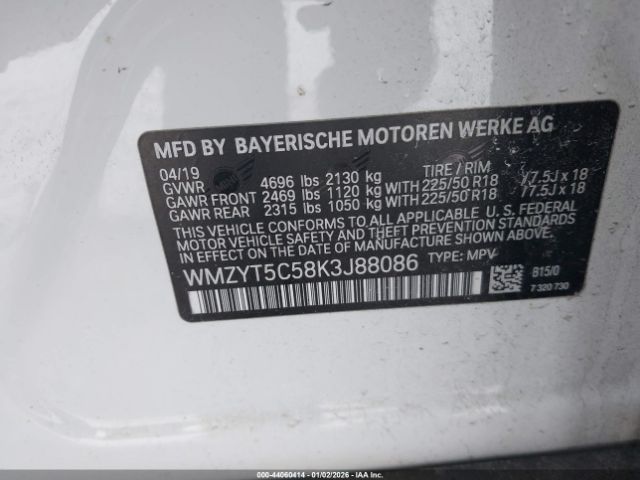 MFD BY BAYERISCHE MOTOREN WERKE AG
04/19 TIRE / RIM
GVWR 4696 lbs 2130 kg
GAWR FRONT 2469 lbs 1120 kg WITH 225/50 R18 /7.5J x 18
GAWR REAR 2315 lbs 1050 kg WITH 225/50 R18 /7.5J x 18
THIS VEHICLE CONFORMS TO ALL APPLICABLE U.S. FEDERAL
MOTOR VEHICLE SAFETY AND THEFT PREVENTION STANDARDS
IN EFFECT ON THE DATE OF MANUFACTURE SHOWN ABOVE.
WMZYT5C58K3J88086 TYPE: MPV
B15/0
7 320 730
000-44060414 - 01/02/2026 - IAAI.com